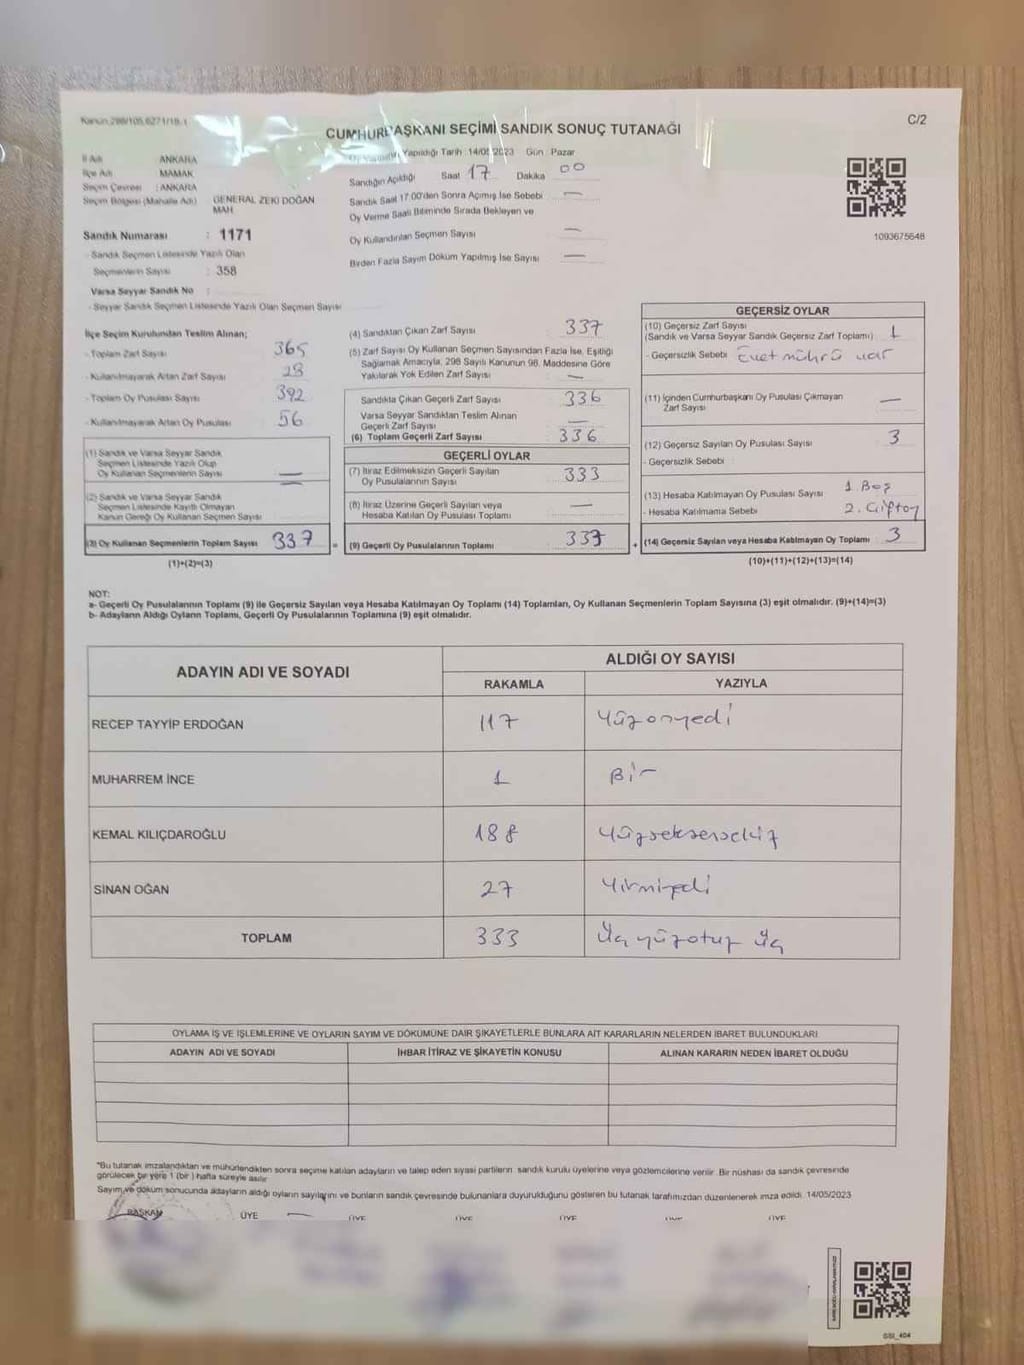 Kanun:298/105,6271/18-1
C/2
CUMHURBAŞKANI SEÇİMİ SANDIK SONUÇ TUTANAĞI
Yapıldığı Tarih :14/05/2023 Gün : Pazar
İl Adı : ANKARA
İlçe Adı : MAMAK
Seçim Çevresi : ANKARA
Seçim Bölgesi (Mahalle Adı) : GENERAL ZEKİ DOĞAN MAH
Sandık Numarası : 1171
- Sandık Seçmen Listesinde Yazılı Olan
Seçmenlerin Sayısı : 358
Varsa Seyyar Sandık No :
- Seyyar Sandık Seçmen Listesinde Yazılı Olan Seçmen Sayısı
Sandığın Açıldığı Saat 17 Dakika 00
Sandık Saat 17:00'den Sonra Açılmış İse Sebebi —
Oy Verme Saati Bitiminde Sırada Bekleyen ve
Oy Kullandırılan Seçmen Sayısı —
Birden Fazla Sayım Döküm Yapılmış İse Sayısı —
1093675648
İlçe Seçim Kurulundan Teslim Alınan;
- Toplam Zarf Sayısı 365
- Kullanılmayarak Artan Zarf Sayısı 28
- Toplam Oy Pusulası Sayısı 392
- Kullanılmayarak Artan Oy Pusulası 56
(1) Sandık ve Varsa Seyyar Sandık
Seçmen Listesinde Yazılı Olup
Oy Kullanan Seçmenlerin Sayısı —
(2) Sandık ve Varsa Seyyar Sandık
Seçmen Listesinde Kayıtlı Olmayan
Kanun Gereği Oy Kullanan Seçmen Sayısı —
(3) Oy Kullanan Seçmenlerin Toplam Sayısı 337
(1)+(2)=(3)
(4) Sandıktan Çıkan Zarf Sayısı 337
(5) Zarf Sayısı Oy Kullanan Seçmen Sayısından Fazla İse, Eşitliği
Sağlamak Amacıyla, 298 Sayılı Kanunun 98. Maddesine Göre
Yakılarak Yok Edilen Zarf Sayısı —
Sandıkta Çıkan Geçerli Zarf Sayısı 336
Varsa Seyyar Sandıktan Teslim Alınan
Geçerli Zarf Sayısı —
(6) Toplam Geçerli Zarf Sayısı 336
GEÇERLİ OYLAR
(7) İtiraz Edilmeksizin Geçerli Sayılan
Oy Pusulalarının Sayısı 333
(8) İtiraz Üzerine Geçerli Sayılan veya
Hesaba Katılan Oy Pusulası Toplamı —
= (9) Geçerli Oy Pusulalarının Toplamı 333
GEÇERSİZ OYLAR
(10) Geçersiz Zarf Sayısı
(Sandık ve Varsa Seyyar Sandık Geçersiz Zarf Toplamı) 1
- Geçersizlik Sebebi : Evet mührü var
(11) İçinden Cumhurbaşkanı Oy Pusulası Çıkmayan
Zarf Sayısı —
(12) Geçersiz Sayılan Oy Pusulası Sayısı 3
- Geçersizlik Sebebi :
(13) Hesaba Katılmayan Oy Pusulası Sayısı 1. Boş
- Hesaba Katılmama Sebebi : 2. Çift oy
+ (14) Geçersiz Sayılan veya Hesaba Katılmayan Oy Toplamı 3
(10)+(11)+(12)+(13)=(14)
NOT:
a- Geçerli Oy Pusulalarının Toplamı (9) ile Geçersiz Sayılan veya Hesaba Katılmayan Oy Toplamı (14) Toplamları, Oy Kullanan Seçmenlerin Toplam Sayısına (3) eşit olmalıdır. (9)+(14)=(3)
b- Adayların Aldığı Oyların Toplamı, Geçerli Oy Pusulalarının Toplamına (9) eşit olmalıdır.
ADAYIN ADI VE SOYADI
ALDIĞI OY SAYISI
RAKAMLA YAZIYLA
RECEP TAYYİP ERDOĞAN 117 Yüzonyedi
MUHARREM İNCE 1 Bir
KEMAL KILIÇDAROĞLU 188 Yüzseksensekiz
SİNAN OĞAN 27 Yirmiyedi
TOPLAM 333 Üçyüzotuz üç
OYLAMA İŞ VE İŞLEMLERİNE VE OYLARIN SAYIM VE DÖKÜMÜNE DAİR ŞİKAYETLERLE BUNLARA AİT KARARLARIN NELERDEN İBARET BULUNDUKLARI
ADAYIN ADI VE SOYADI İHBAR İTİRAZ VE ŞİKAYETİN KONUSU ALINAN KARARIN NEDEN İBARET OLDUĞU
*Bu tutanak imzalandıktan ve mühürlendikten sonra seçime katılan adayların ve talep eden siyasi partilerin sandık kurulu üyelerine veya gözlemcilerine verilir. Bir nüshası da sandık çevresinde
görülecek bir yere 1 (bir ) hafta süreyle asılır.
Sayım ve döküm sonucunda adayların aldığı oyların sayılarını ve bunların sandık çevresinde bulunanlara duyurulduğunu gösteren bu tutanak tarafımızdan düzenlenerek imza edildi. 14/05/2023
BAŞKAN ÜYE ÜYE ÜYE ÜYE ÜYE ÜYE